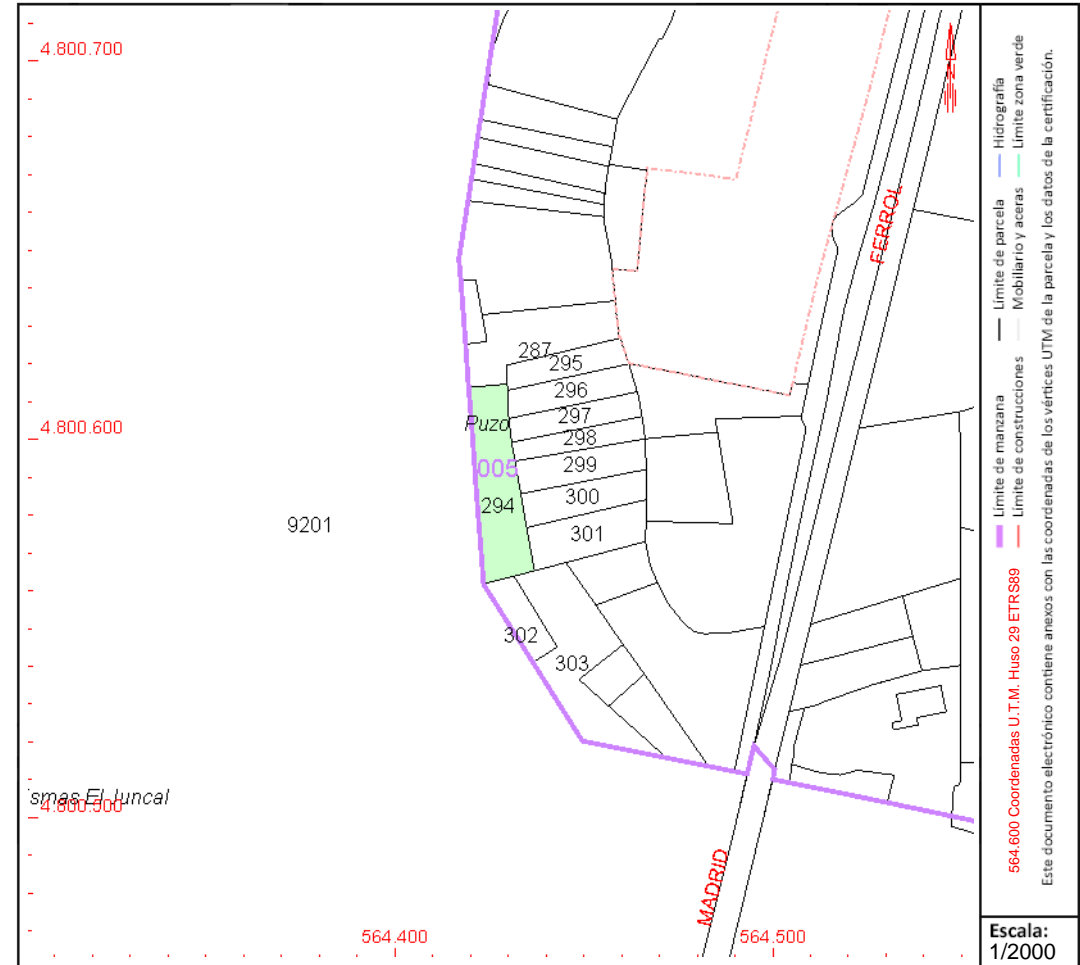 4.800.700
FERROL
287
295
296
4.800.600
Puzo
297
298
005
299
294
300
9201
301
302
303
4.800.500
MADRID
564.400
564.500
Límite de manzana
Límite de parcela
Hidrografía
Límite de construcciones
Mobiliario y aceras
Límite zona verde
564.600 Coordenadas U.T.M. Huso 29 ETRS89
Este documento electrónico contiene anexos con las coordenadas de los vértices UTM de la parcela y los datos de la certificación.
Escala:
1/2000
smas El Juncal